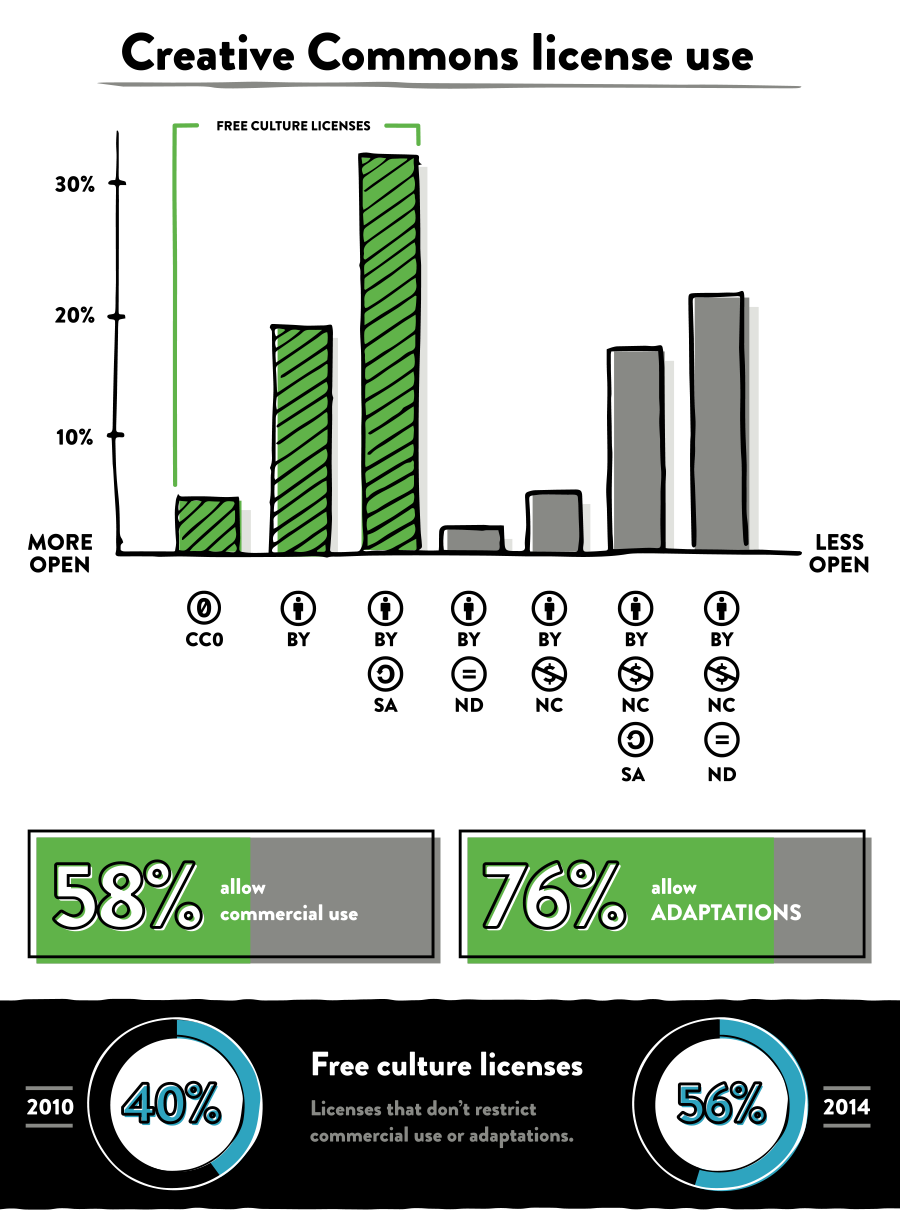 Creative Commons license use
FREE CULTURE LICENSES
30%
20%
10%
MORE
OPEN
LESS
OPEN
CC0
BY
BY
BY
BY
BY
BY
SA
ND
NC
NC
NC
SA
ND
58%
allow
commercial use
76%
allow
ADAPTATIONS
2010
40%
Free culture licenses
Licenses that don't restrict
commercial use or adaptations.
56%
2014